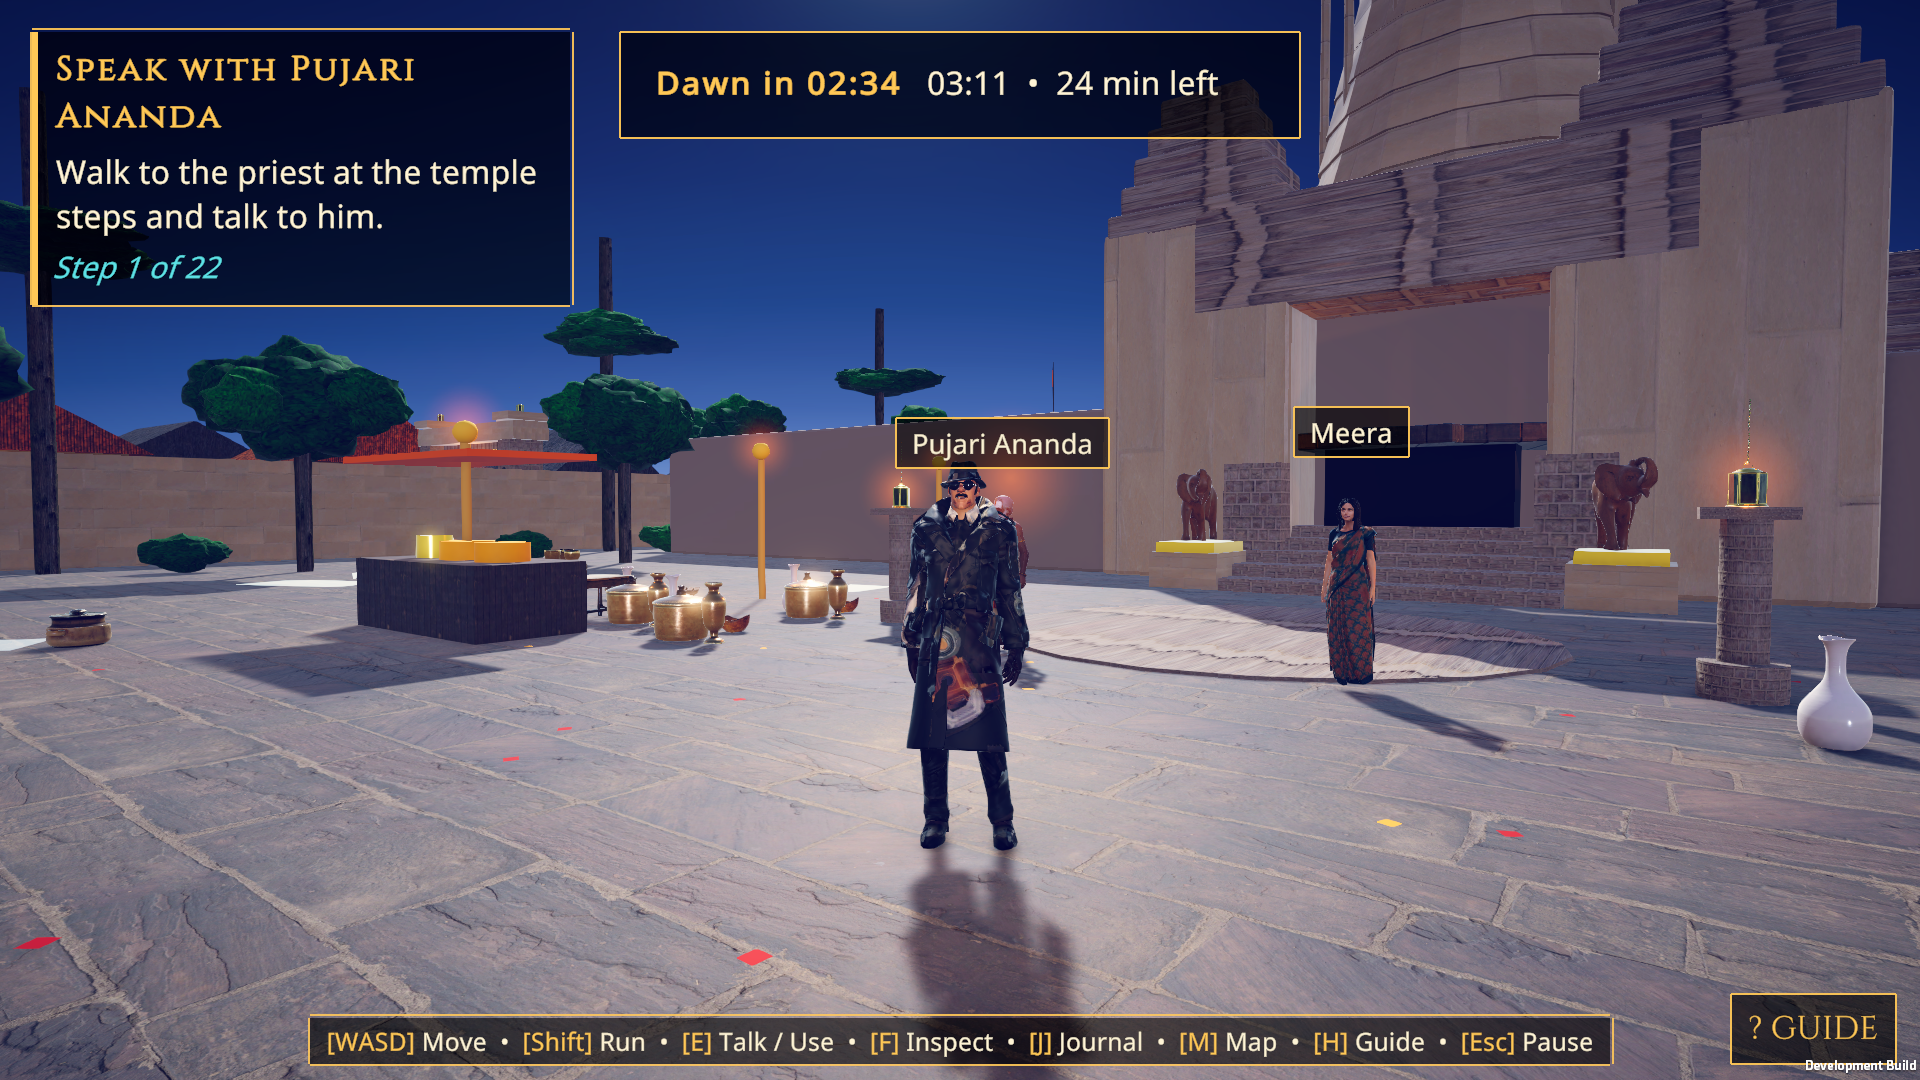 SPEAK WITH PUJARI
ANANDA
Walk to the priest at the temple
steps and talk to him.
Step 1 of 22
Dawn in 02:34 03:11 • 24 min left
Pujari Ananda
Meera
[WASD] Move • [Shift] Run • [E] Talk / Use • [F] Inspect • [J] Journal • [M] Map • [H] Guide • [Esc] Pause
? GUIDE
Development Build